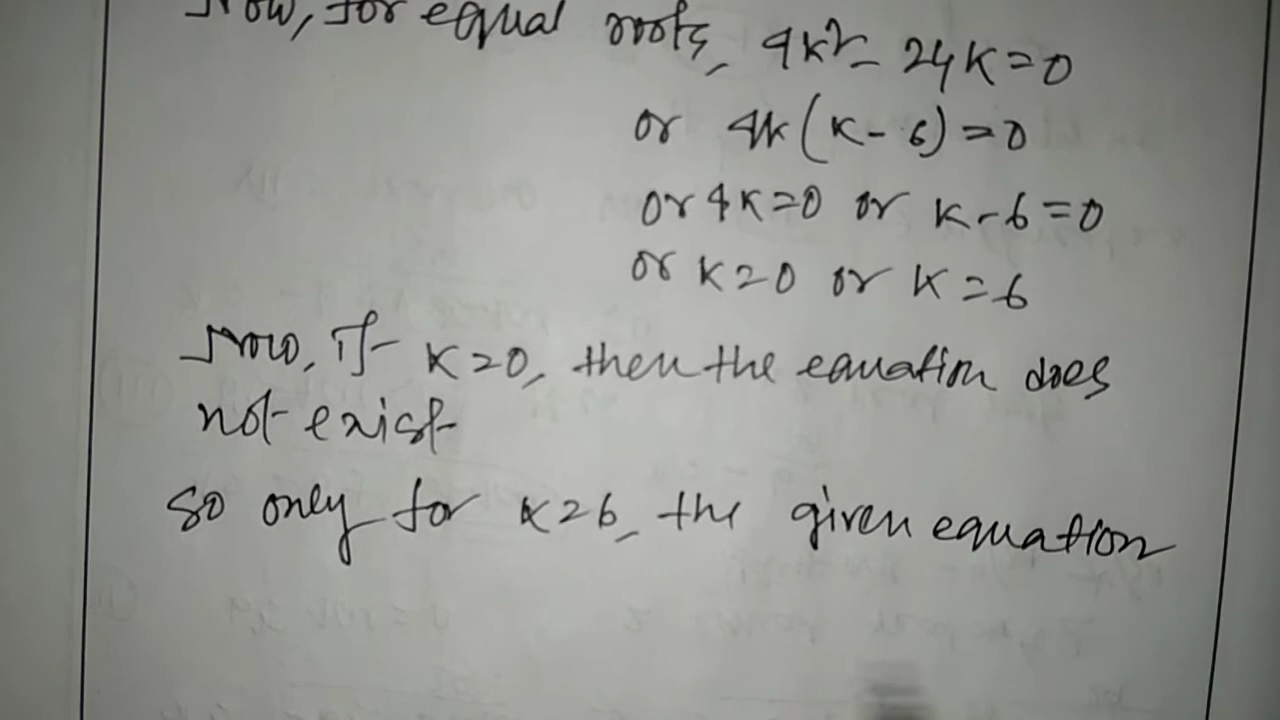 Now, for equal roots, 4k² - 24k = 0
or 4k (k - 6) = 0
or 4k = 0 or k - 6 = 0
or k = 0 or k = 6
Now, if k = 0, then the equation does
not exist
So only for k = 6, the given equation